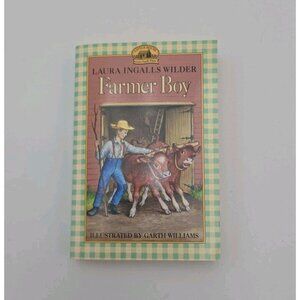 LAURA INGALLS WILDER
Farmer Boy
ILLUSTRATED BY GARTH WILLIAMS